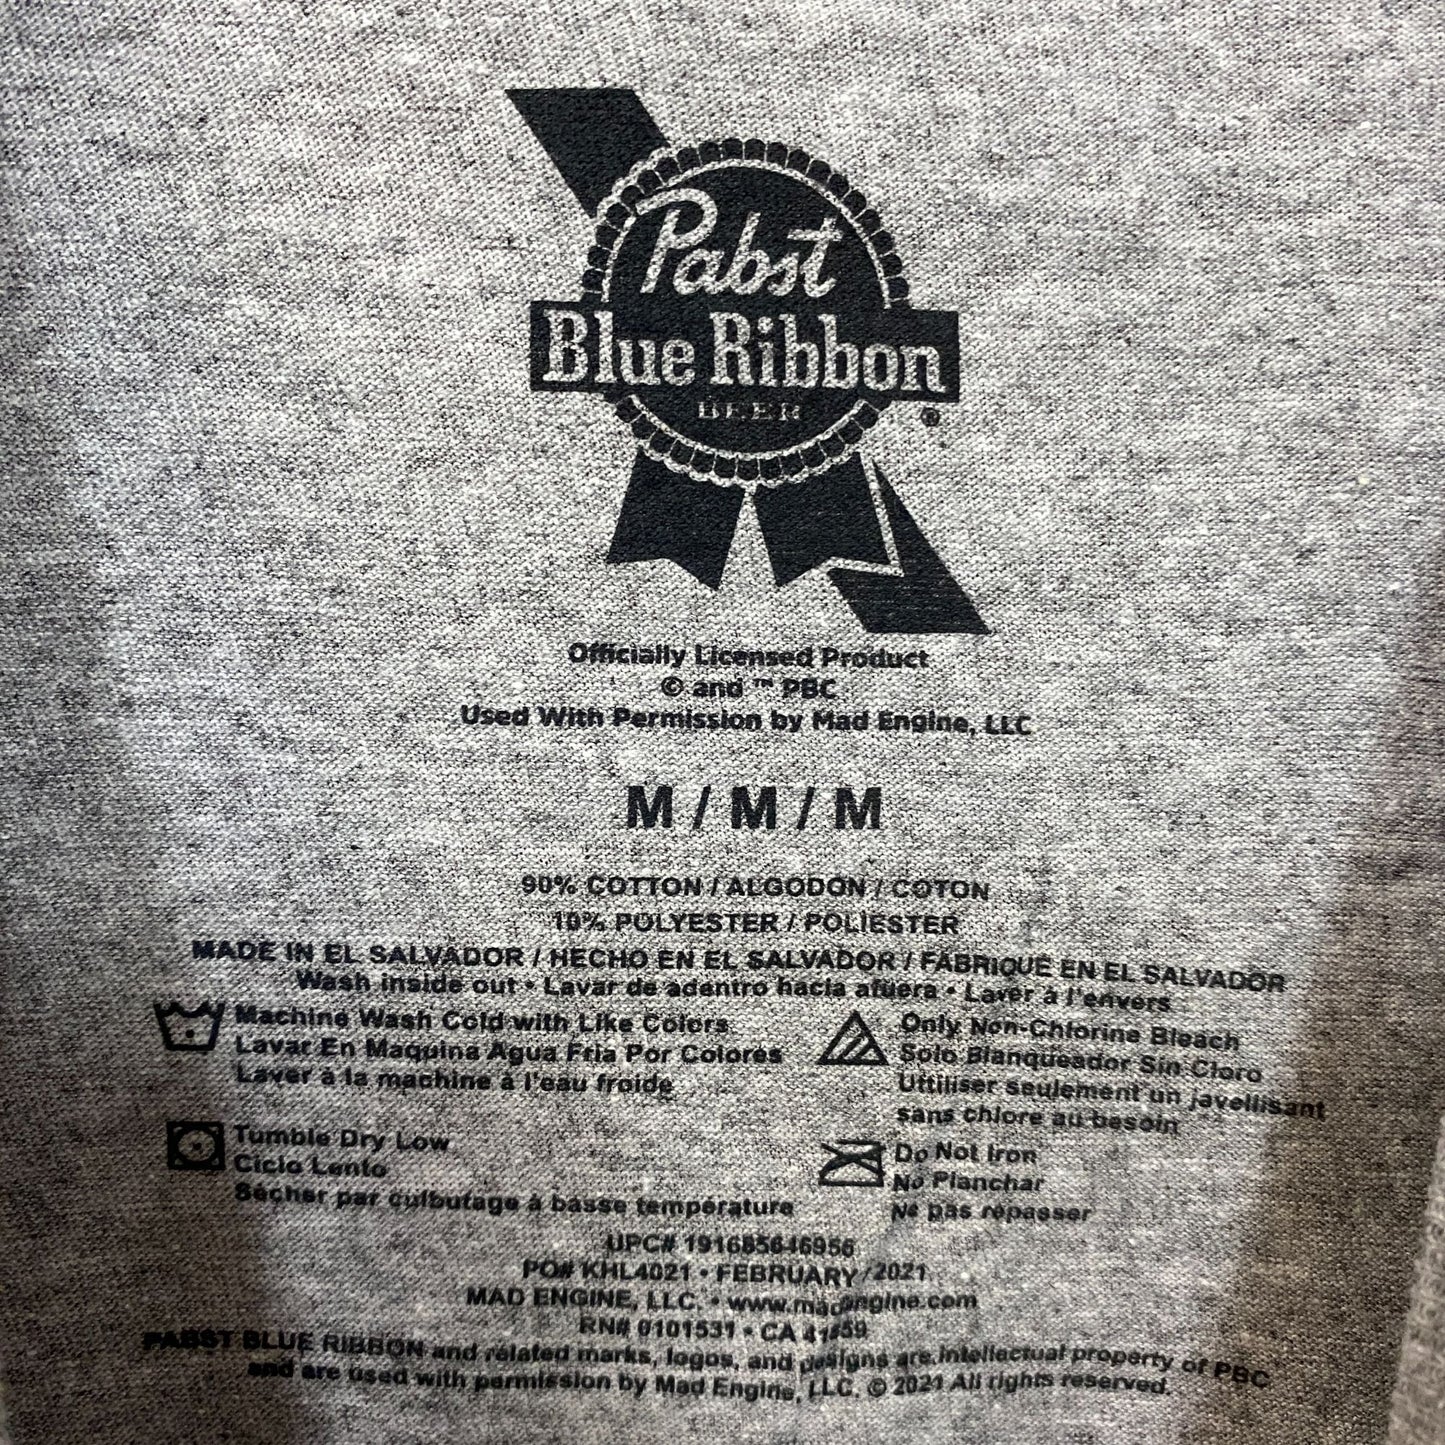 Pabst
Blue Ribbon
BEER
®
Officially Licensed Product
© and ™ PBC
Used With Permission by Mad Engine, LLC
M / M / M
90% COTTON / ALGODON / COTON
10% POLYESTER / POLIESTER
MADE IN EL SALVADOR / HECHO EN EL SALVADOR / FABRIQUE EN EL SALVADOR
Wash inside out • Lavar de adentro hacia afuera • Laver à l'envers
Machine Wash Cold with Like Colors
Lavar En Maquina Agua Fria Por Colores
Laver à la machine à l'eau froide
Only Non-Chlorine Bleach
Solo Blanqueador Sin Cloro
Uttiliser seulement un javellisant
sans chlore au besoin
Tumble Dry Low
Ciclo Lento
Sècher par culbutage à basse température
Do Not Iron
No Planchar
Ne pas répasser
UPC# 191685646956
PO# KHL4021 • FEBRUARY / 2021
MAD ENGINE, LLC. • www.madengine.com
RN# 0101531 • CA
PABST BLUE RIBBON and related marks, logos, and designs are intellectual property of PBC
and are used with permission by Mad Engine, LLC. © 2021 All rights reserved.